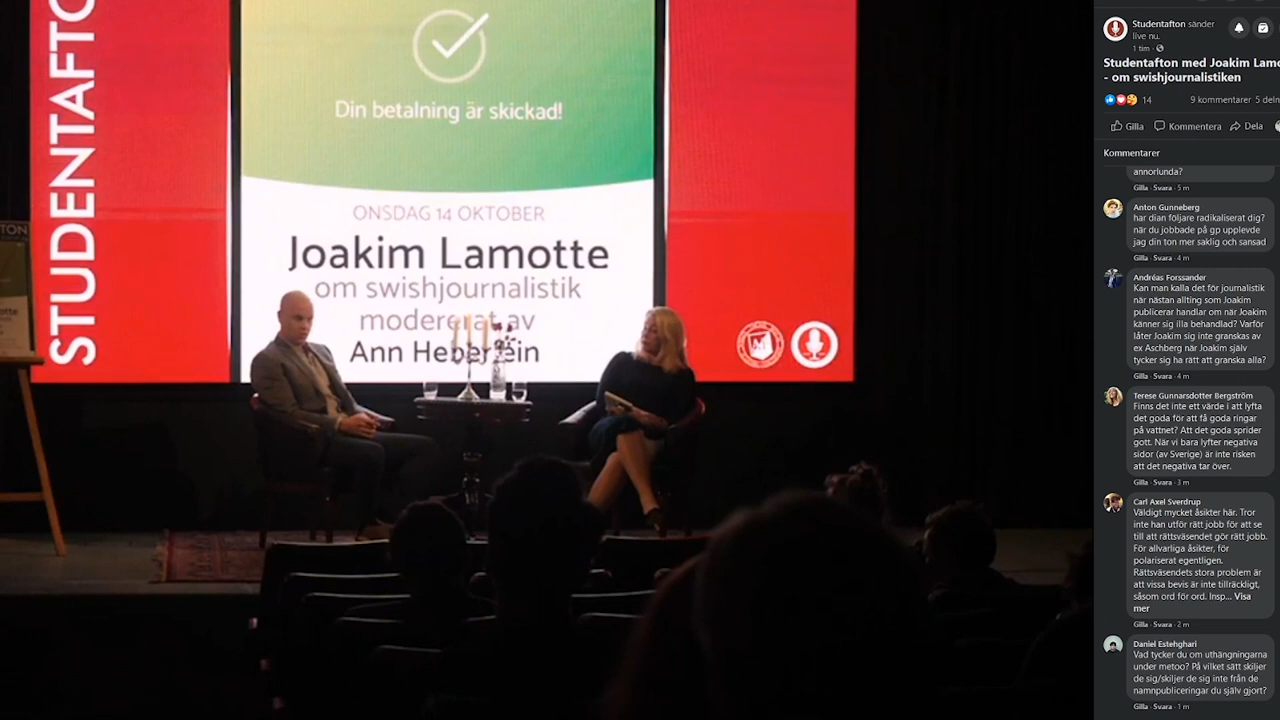 STUDENTAFTO
Din betalning är skickad!
ONSDAG 14 OKTOBER
Joakim Lamotte
om swishjournalistik
modererat av
Ann Heberlein
Studentafton sänder
live nu.
1 tim
Studentafton med Joakim Lamo
- om swishjournalistiken
14
9 kommentarer 5 deln
Gilla Kommentera Dela
Kommentarer
annorlunda?
Gilla · Svara · 5 m
Anton Gunneberg
har dian följare radikaliserat dig?
när du jobbade på gp upplevde
jag din ton mer saklig och sansad
Gilla · Svara · 4 m
Andréas Forssander
Kan man kalla det för journalistik
när nästan allting som Joakim
publicerar handlar om när Joakim
känner sig illa behandlad? Varför
låter Joakim sig inte granskas av
ex Aschberg när Joakim själv
tycker sig ha rätt att granska alla?
Gilla · Svara · 4 m
Terese Gunnarsdotter Bergström
Finns det inte ett värde i att lyfta
det goda för att få goda ringar
på vattnet? Att det goda sprider
gott. När vi bara lyfter negativa
sidor (av Sverige) är inte risken
att det negativa tar över.
Gilla · Svara · 3 m
Carl Axel Sverdrup
Väldigt mycket åsikter här. Tror
inte han utför rätt jobb för att se
till att rättsväsendet gör rätt jobb.
För allvarliga åsikter, för
polariserat egentligen.
Rättsväsendets stora problem är
att vissa bevis är inte tillräckligt,
såsom ord för ord. Insp... Visa
mer
Gilla · Svara · 2 m
Daniel Estehghari
Vad tycker du om uthängningarna
under metoo? På vilket sätt skiljer
de sig/skiljer de sig inte från de
namnpubliceringar du själv gjort?
Gilla · Svara · 1 m